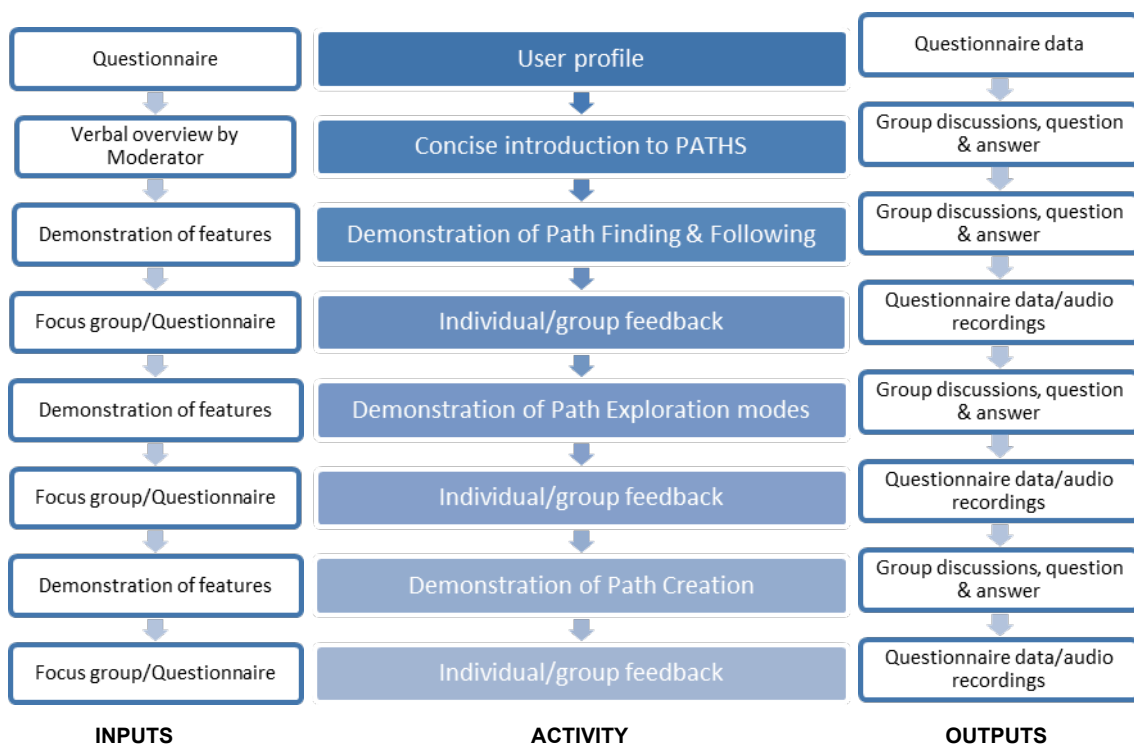 Questionnaire
User profile
Questionnaire data
Verbal overview by
Moderator
Concise introduction to PATHS
Group discussions, question
& answer
Demonstration of features
Demonstration of Path Finding & Following
Group discussions, question
& answer
Focus group/Questionnaire
Individual/group feedback
Questionnaire data/audio
recordings
Demonstration of features
Demonstration of Path Exploration modes
Group discussions, question
& answer
Focus group/Questionnaire
Individual/group feedback
Questionnaire data/audio
recordings
Demonstration of features
Demonstration of Path Creation
Group discussions, question
& answer
Focus group/Questionnaire
Individual/group feedback
Questionnaire data/audio
recordings
INPUTS
ACTIVITY
OUTPUTS